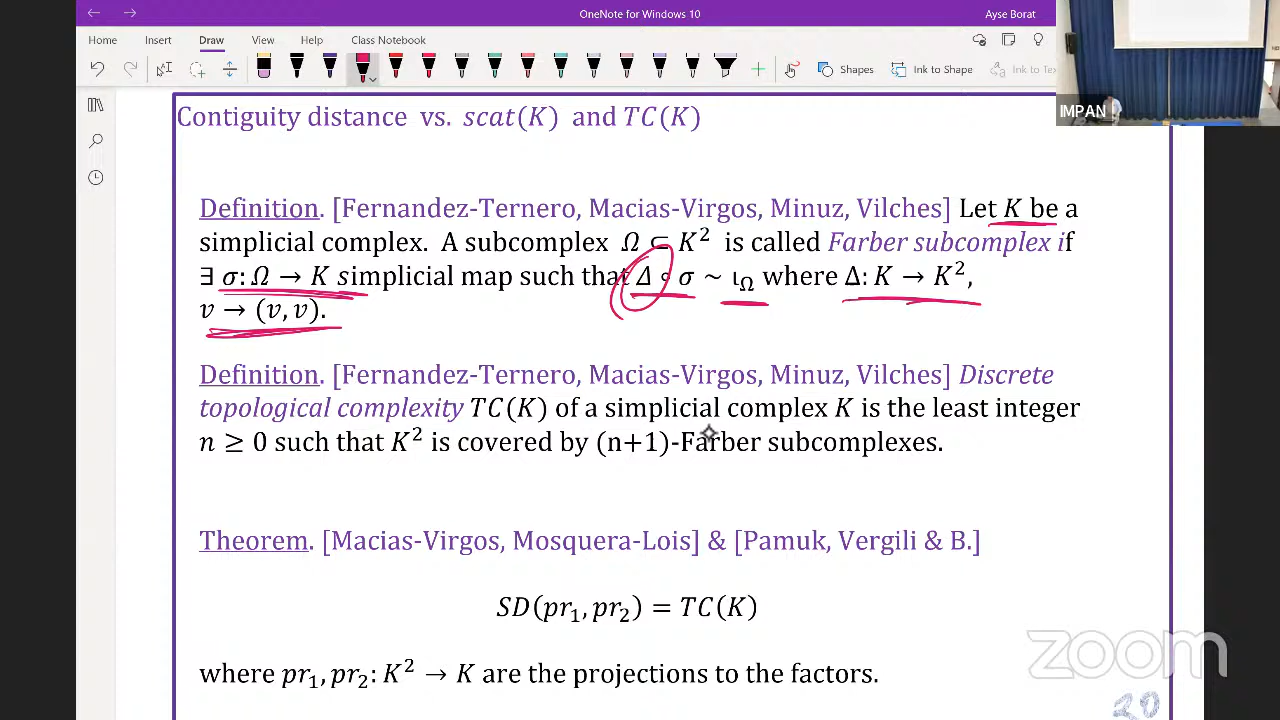 OneNote for Windows 10
Ayse Borat
Home Insert Draw View Help Class Notebook
Shapes Ink to Shape Ink to Tex
IMPAN
Contiguity distance vs. scat(K) and TC(K)
Definition. [Fernandez-Ternero, Macias-Virgos, Minuz, Vilches] Let K be a
simplicial complex. A subcomplex Ω ⊂ K² is called Farber subcomplex if
∃ σ: Ω → K simplicial map such that Δ ∘ σ ~ ι_Ω where Δ: K → K²,
v → (v, v).
Definition. [Fernandez-Ternero, Macias-Virgos, Minuz, Vilches] Discrete
topological complexity TC(K) of a simplicial complex K is the least integer
n ≥ 0 such that K² is covered by (n+1)-Farber subcomplexes.
Theorem. [Macias-Virgos, Mosquera-Lois] & [Pamuk, Vergili & B.]
SD(pr₁, pr₂) = TC(K)
where pr₁, pr₂: K² → K are the projections to the factors.
zoom
20